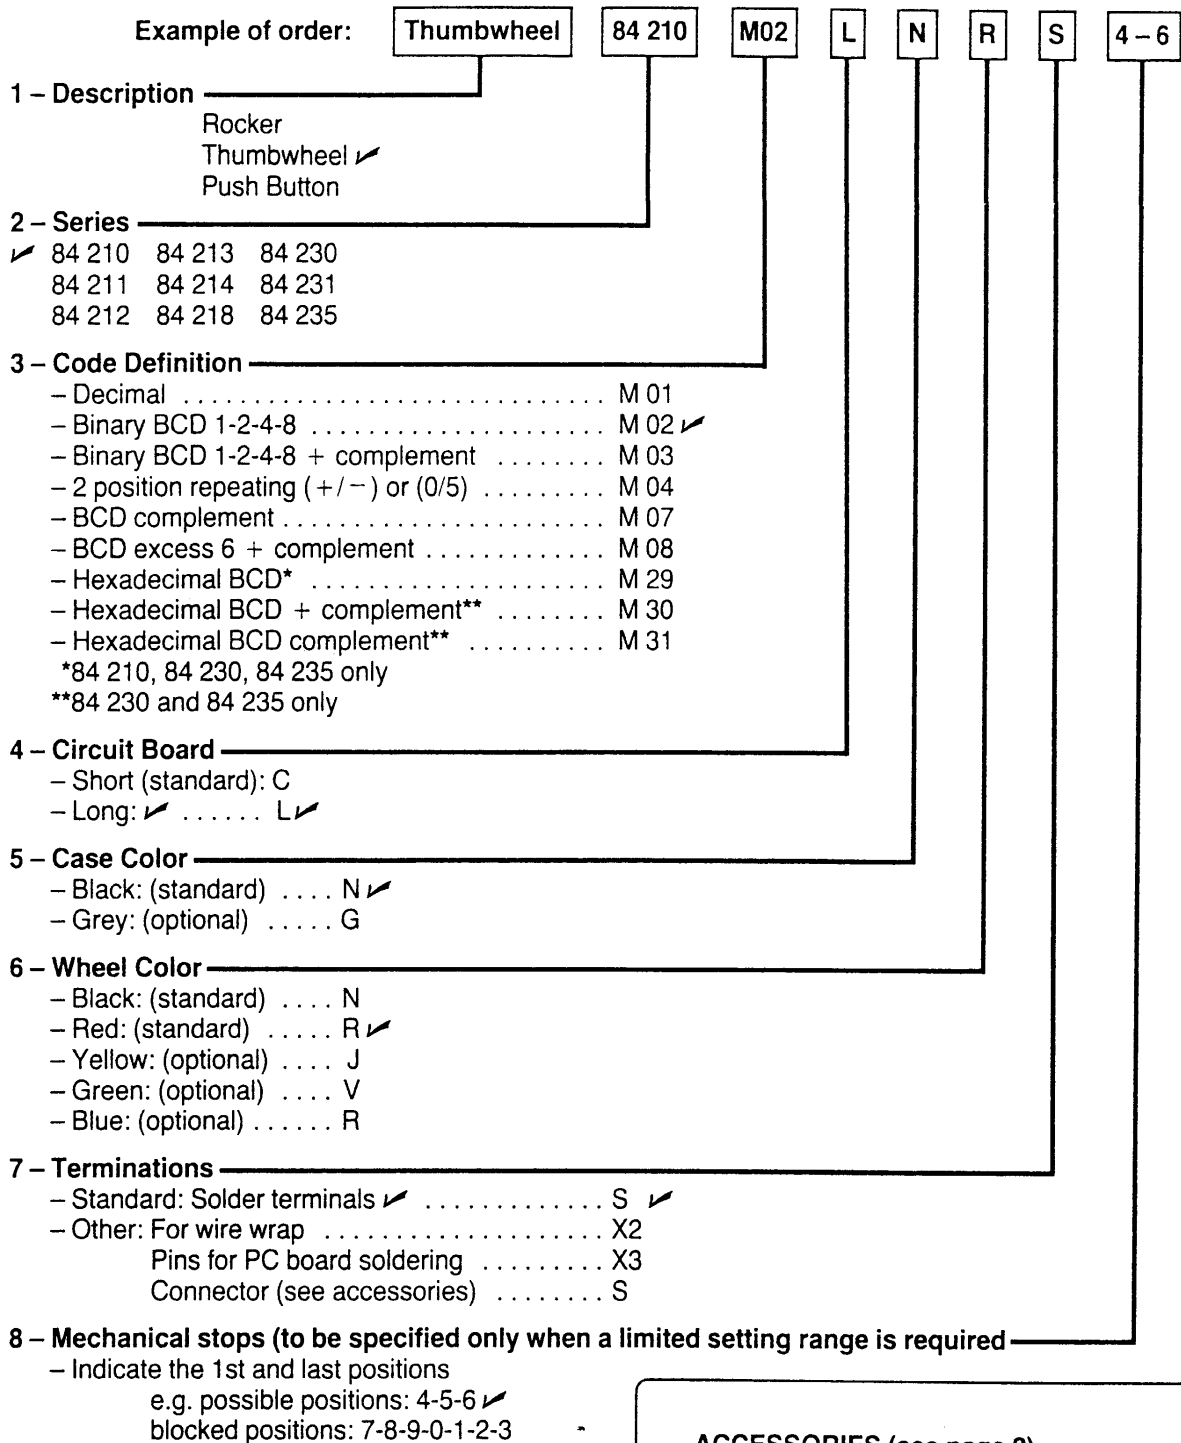 Example of order: Thumbwheel 84 210 M02 L N R S 4 – 6
1 – Description
Rocker
Thumbwheel ✓
Push Button
2 – Series
✓ 84 210 84 213 84 230
84 211 84 214 84 231
84 212 84 218 84 235
3 – Code Definition
– Decimal .............................. M 01
– Binary BCD 1-2-4-8 ...................... M 02 ✓
– Binary BCD 1-2-4-8 + complement ........ M 03
– 2 position repeating (+/−) or (0/5) ......... M 04
– BCD complement ........................ M 07
– BCD excess 6 + complement ............. M 08
– Hexadecimal BCD* ...................... M 29
– Hexadecimal BCD + complement** ........ M 30
– Hexadecimal BCD complement** .......... M 31
*84 210, 84 230, 84 235 only
**84 230 and 84 235 only
4 – Circuit Board
– Short (standard): C
– Long: ✓ ...... L ✓
5 – Case Color
– Black: (standard) .... N ✓
– Grey: (optional) ..... G
6 – Wheel Color
– Black: (standard) .... N
– Red: (standard) ..... R ✓
– Yellow: (optional) .... J
– Green: (optional) .... V
– Blue: (optional) ...... R
7 – Terminations
– Standard: Solder terminals ✓ ............. S ✓
– Other: For wire wrap .................... X2
Pins for PC board soldering ......... X3
Connector (see accessories) ........ S
8 – Mechanical stops (to be specified only when a limited setting range is required
– Indicate the 1st and last positions
e.g. possible positions: 4-5-6 ✓
blocked positions: 7-8-9-0-1-2-3
ACCESSORIES (see page 2)